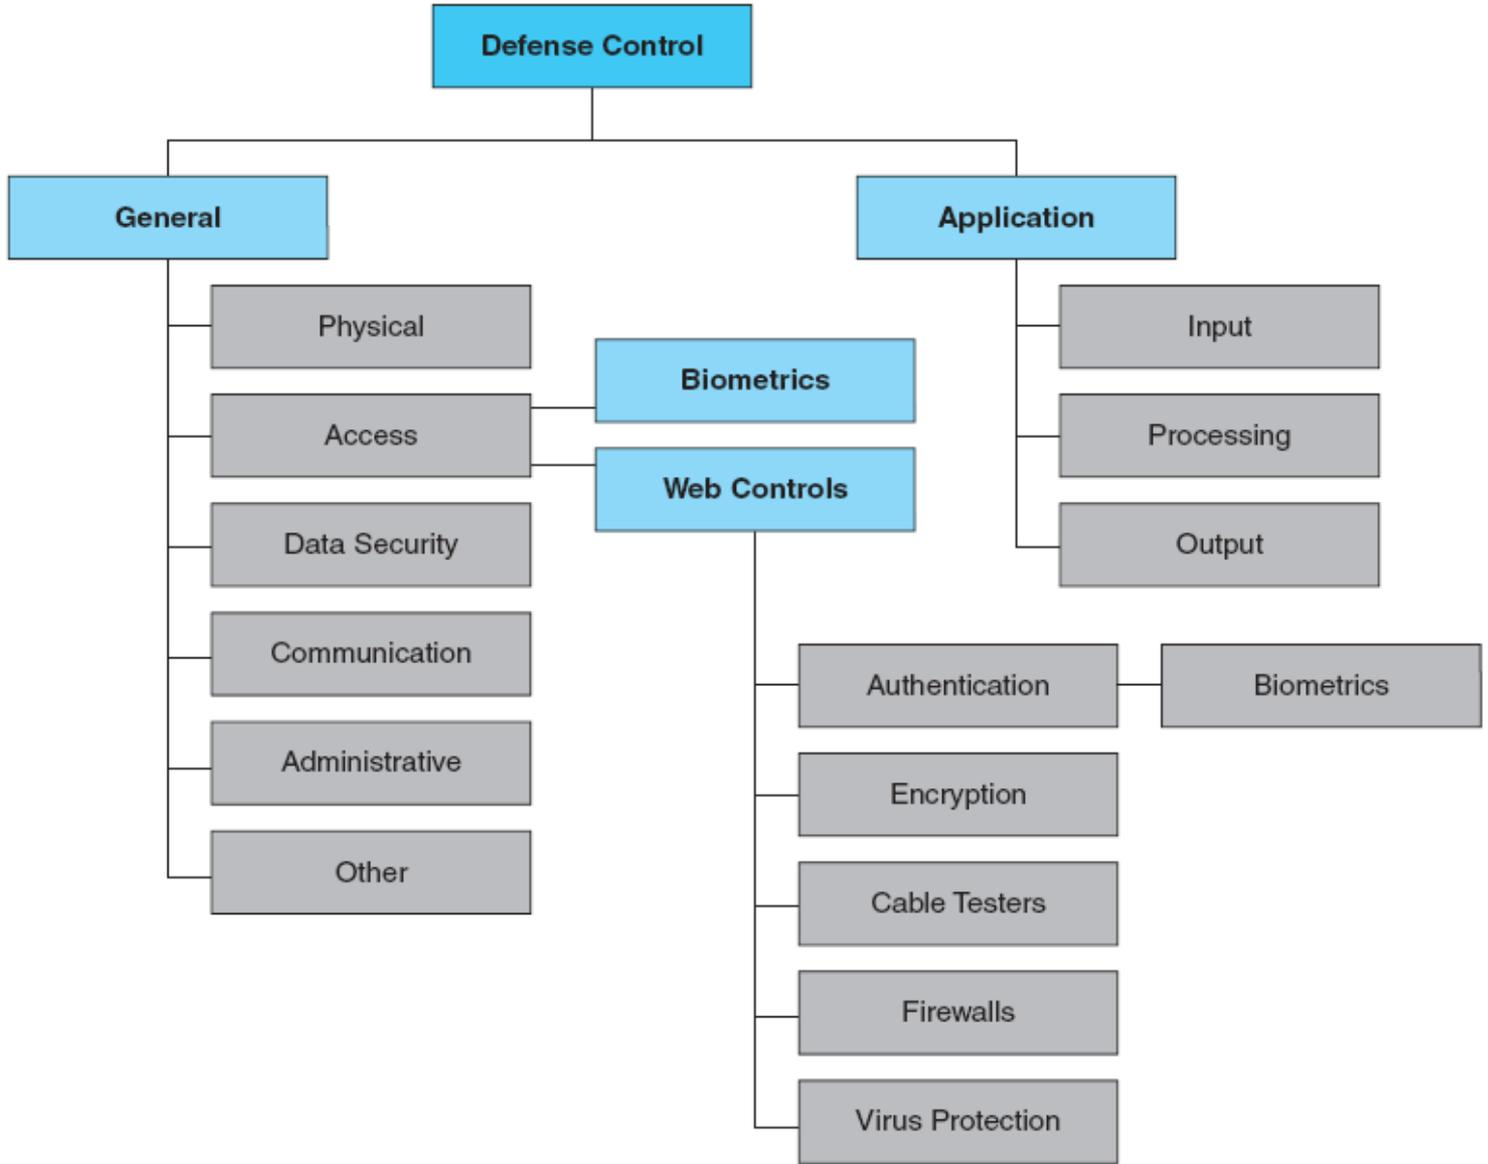 Defense Control
General
Application
Physical
Access
Data Security
Communication
Administrative
Other
Biometrics
Web Controls
Authentication
Biometrics
Encryption
Cable Testers
Firewalls
Virus Protection
Input
Processing
Output